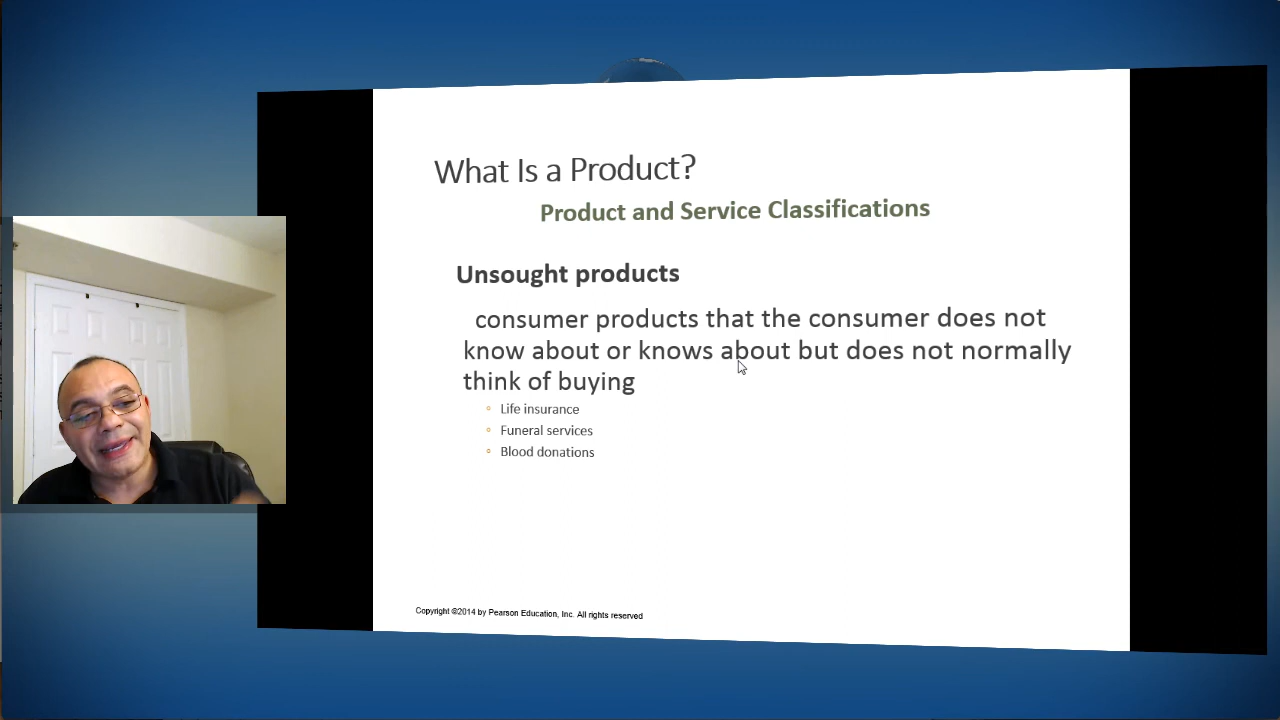 What Is a Product?
Product and Service Classifications
Unsought products
consumer products that the consumer does not
know about or knows about but does not normally
think of buying
Life insurance
Funeral services
Blood donations
Copyright ©2014 by Pearson Education, Inc. All rights reserved